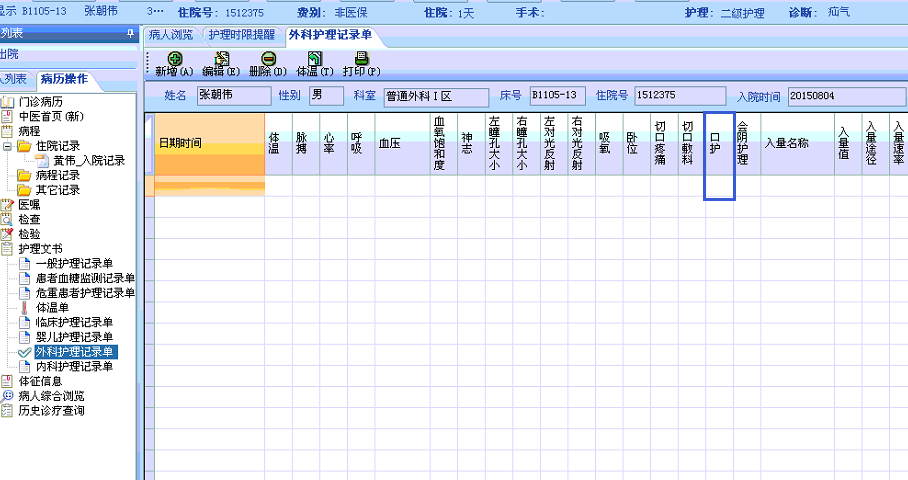 显示 B1105-13 张朝伟 3… 住院号: 1512375 费别: 非医保 住院: 1天 手术: 护理: 二级护理 诊断: 疝气
列表
病人浏览 护理时限提醒 外科护理记录单
出院
新增(A) 编辑(E) 删除(D) 体温(T) 打印(P)
人列表 病历操作
姓名 张朝伟 性别 男 科室 普通外科Ⅰ区 床号 B1105-13 住院号 1512375 入院时间 20150804
日期时间 体温 脉搏 心率 呼吸 血压 血氧饱和度 神志 左瞳孔大小 右瞳孔大小 左对光反射 右对光反射 吸氧 卧位 切口疼痛 切口敷料 口护 会阴护理 入量名称 入量值 入量途径 入量速率
门诊病历
中医首页(新)
病程
住院记录
黄伟_入院记录
病程记录
其它记录
医嘱
检查
检验
护理文书
一般护理记录单
患者血糖监测记录单
危重患者护理记录单
体温单
临床护理记录单
婴儿护理记录单
外科护理记录单
内科护理记录单
体征信息
病人综合浏览
历史诊疗查询